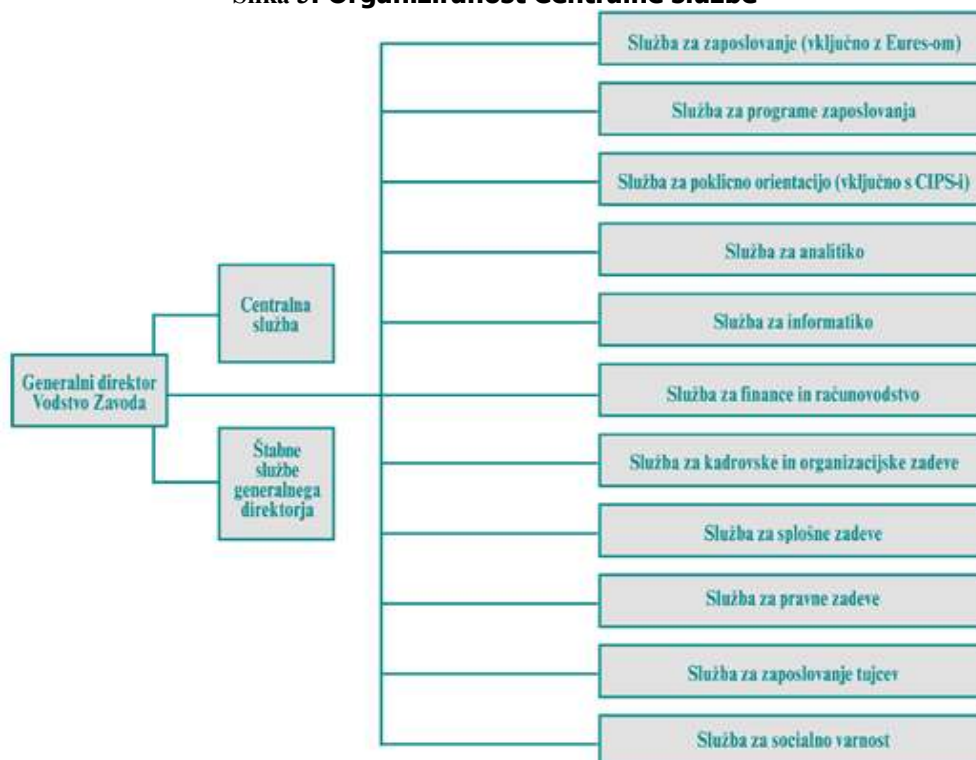 Slika 3: Organiziranost Centralne službe
Služba za zaposlovanje (vključno z Eures-om)
Služba za programe zaposlovanja
Služba za poklicno orientacijo (vključno s CIPS-i)
Služba za analitiko
Služba za informatiko
Služba za finance in računovodstvo
Služba za kadrovske in organizacijske zadeve
Služba za splošne zadeve
Služba za pravne zadeve
Služba za zaposlovanje tujcev
Služba za socialno varnost
Centralna
služba
Generalni direktor
Vodstvo Zavoda
Štabne
službe
generalnega
direktorja